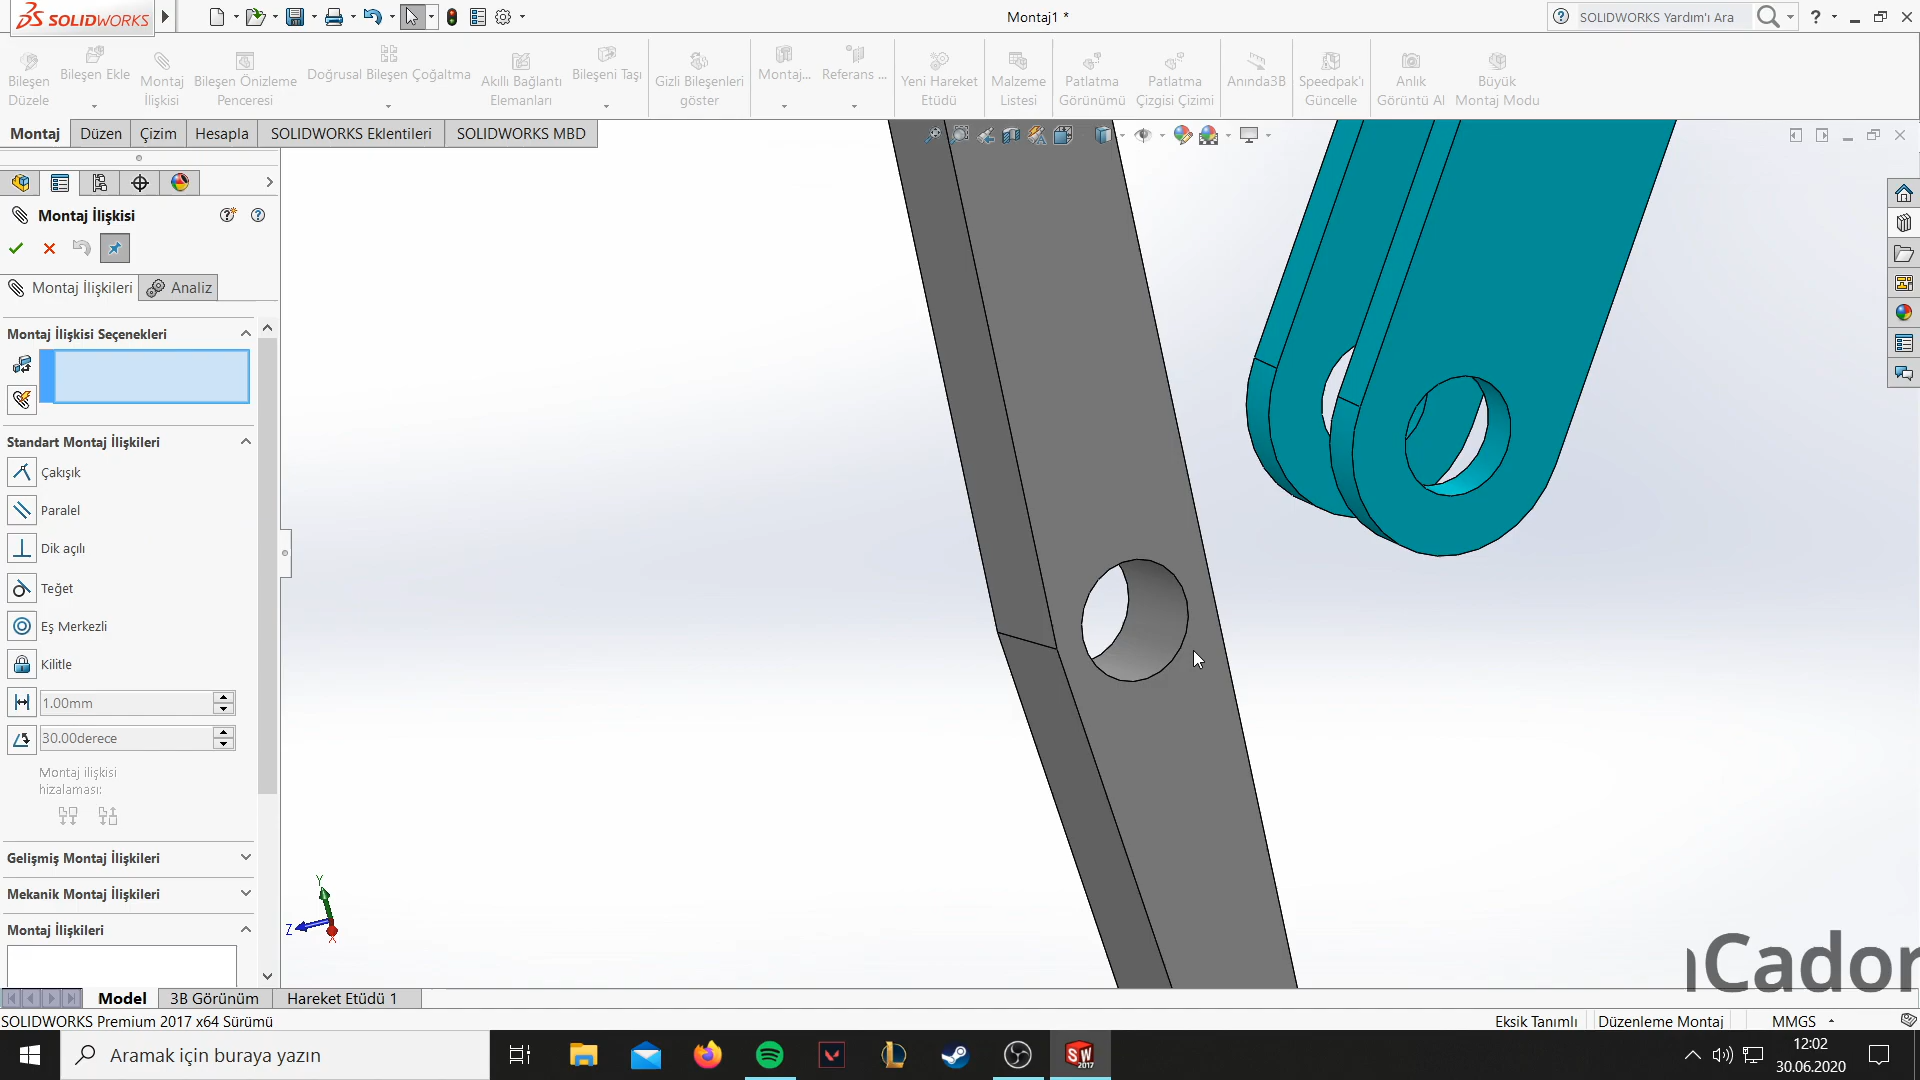 SOLIDWORKS
Montaj1 *
SOLIDWORKS Yardım'ı Ara
?
Bileşen Düzele
Bileşen Ekle
Montaj İlişkisi
Bileşen Önizleme Penceresi
Doğrusal Bileşen Çoğaltma
Akıllı Bağlantı Elemanları
Bileşeni Taşı
Gizli Bileşenleri göster
Montaj...
Referans ...
Yeni Hareket Etüdü
Malzeme Listesi
Patlatma Görünümü
Patlatma Çizgisi Çizimi
Anında3B
Speedpak'ı Güncelle
Anlık Görüntü Al
Büyük Montaj Modu
Montaj
Düzen
Çizim
Hesapla
SOLIDWORKS Eklentileri
SOLIDWORKS MBD
Montaj İlişkisi
Montaj İlişkileri
Analiz
Montaj İlişkisi Seçenekleri
Standart Montaj İlişkileri
Çakışık
Paralel
Dik açılı
Teğet
Eş Merkezli
Kilitle
1.00mm
30.00derece
Montaj ilişkisi
hizalaması:
Gelişmiş Montaj İlişkileri
Mekanik Montaj İlişkileri
Montaj İlişkileri
Y
Z
X
Cador
Model
3B Görünüm
Hareket Etüdü 1
SOLIDWORKS Premium 2017 x64 Sürümü
Eksik Tanımlı
Düzenleme Montaj
MMGS
Aramak için buraya yazın
SW
2017
12:02
30.06.2020